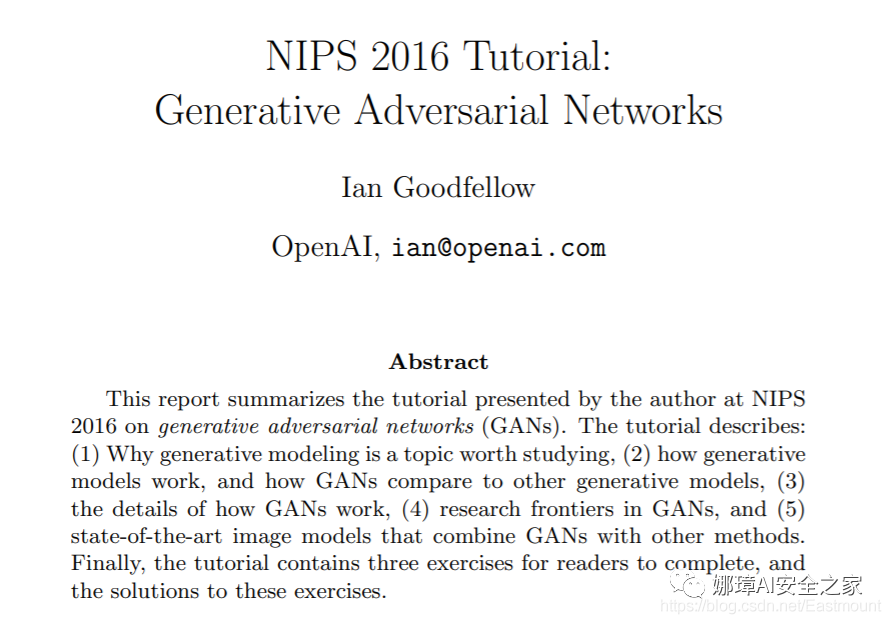 NIPS 2016 Tutorial:
Generative Adversarial Networks
Ian Goodfellow
OpenAI, ian@openai.com
Abstract
This report summarizes the tutorial presented by the author at NIPS
2016 on generative adversarial networks (GANs). The tutorial describes:
(1) Why generative modeling is a topic worth studying, (2) how generative
models work, and how GANs compare to other generative models, (3)
the details of how GANs work, (4) research frontiers in GANs, and (5)
state-of-the-art image models that combine GANs with other methods.
Finally, the tutorial contains three exercises for readers to complete, and
the solutions to these exercises.
娜璋AI安全之家
https://blog.csdn.net/Eastmount